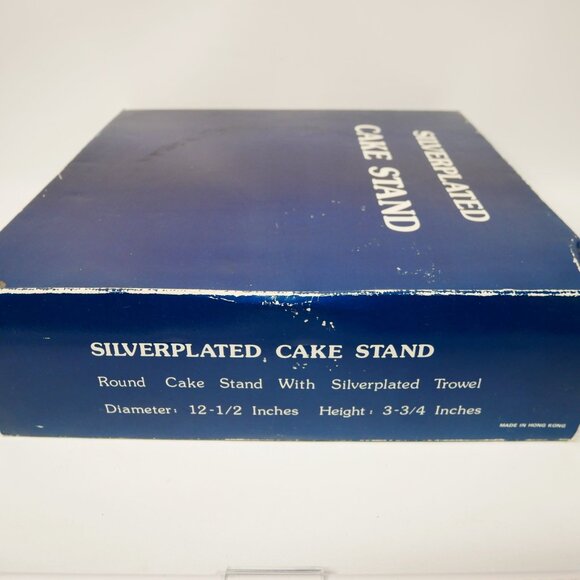 SILVERPLATED
CAKE STAND
SILVERPLATED CAKE STAND
Round Cake Stand With Silverplated Trowel
Diameter: 12-1/2 Inches Height: 3-3/4 Inches
MADE IN HONG KONG